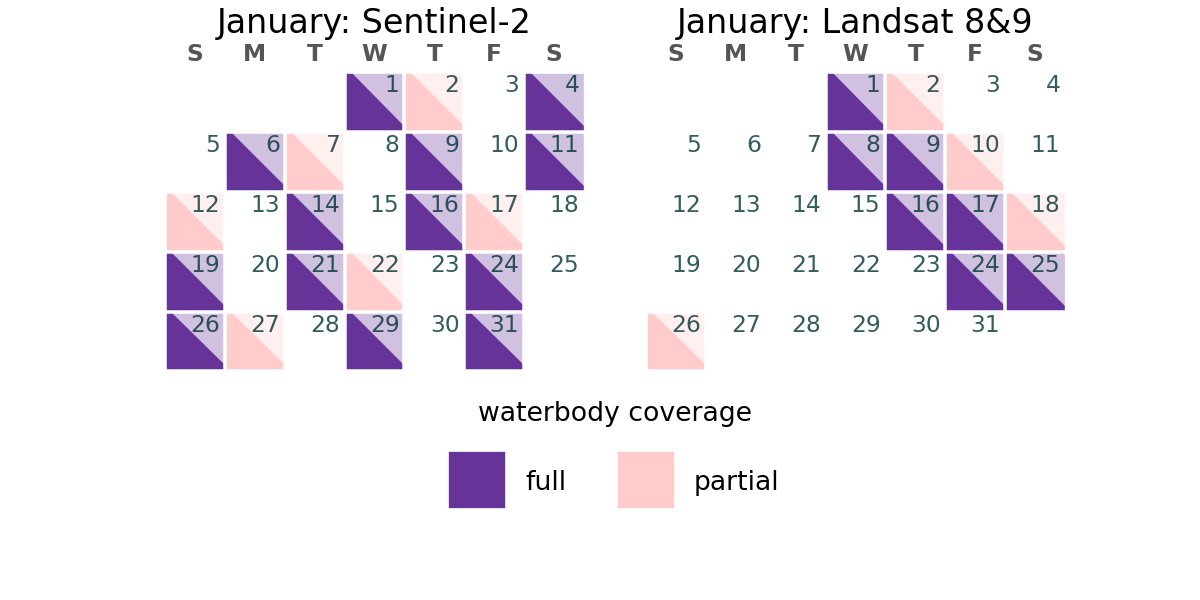 January: Sentinel-2
S M T W T F S
1 2 3 4
5 6 7 8 9 10 11
12 13 14 15 16 17 18
19 20 21 22 23 24 25
26 27 28 29 30 31
January: Landsat 8&9
S M T W T F S
1 2 3 4
5 6 7 8 9 10 11
12 13 14 15 16 17 18
19 20 21 22 23 24 25
26 27 28 29 30 31
waterbody coverage
full
partial